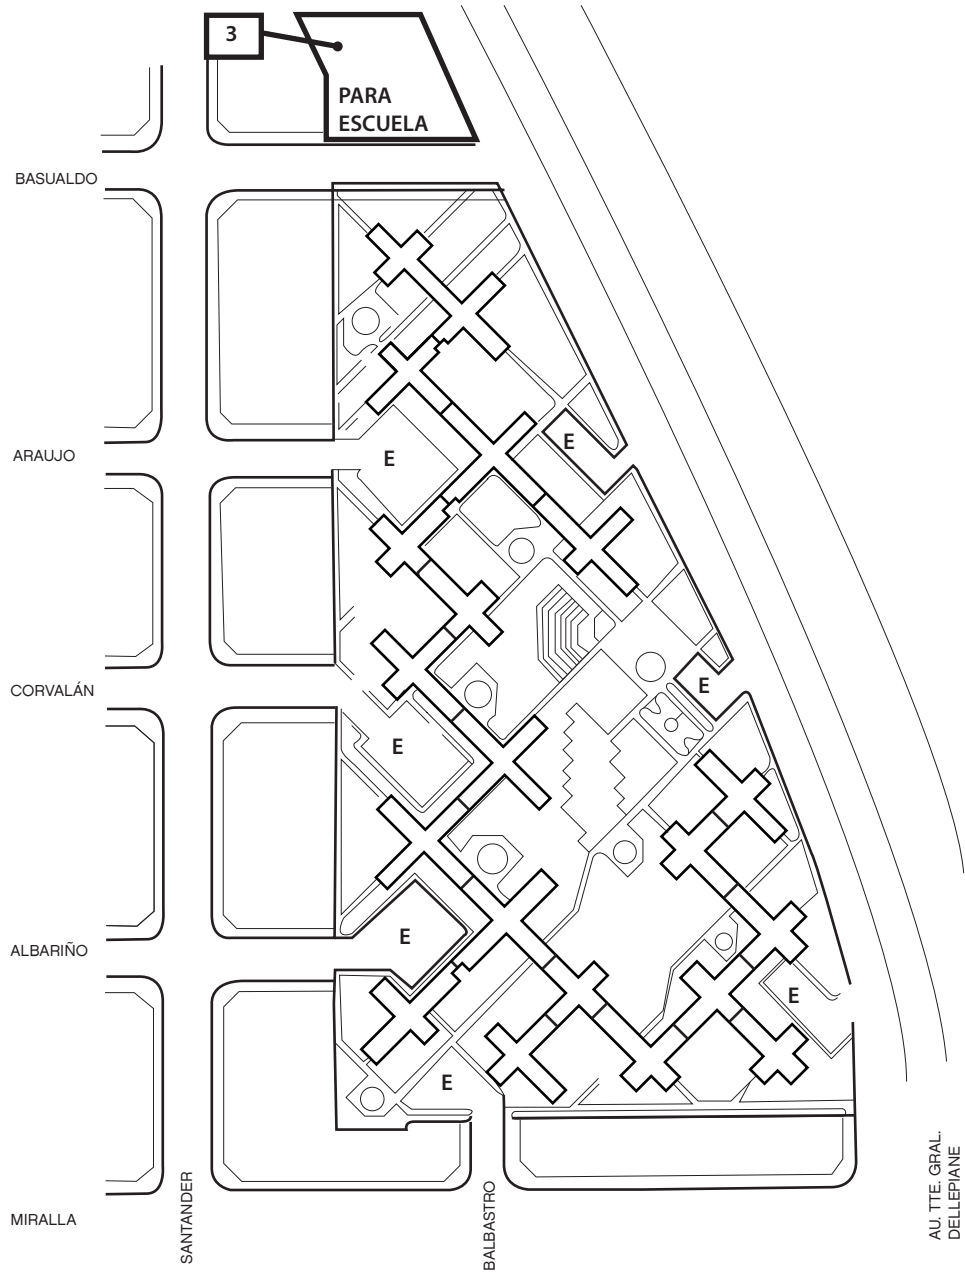 3
PARA
ESCUELA
BASUALDO
E
ARAUJO
E
E
CORVALÁN
E
E
ALBARIÑO
E
E
MIRALLA
SANTANDER
BALBASTRO
AU. TTE. GRAL.
DELLEPIANE